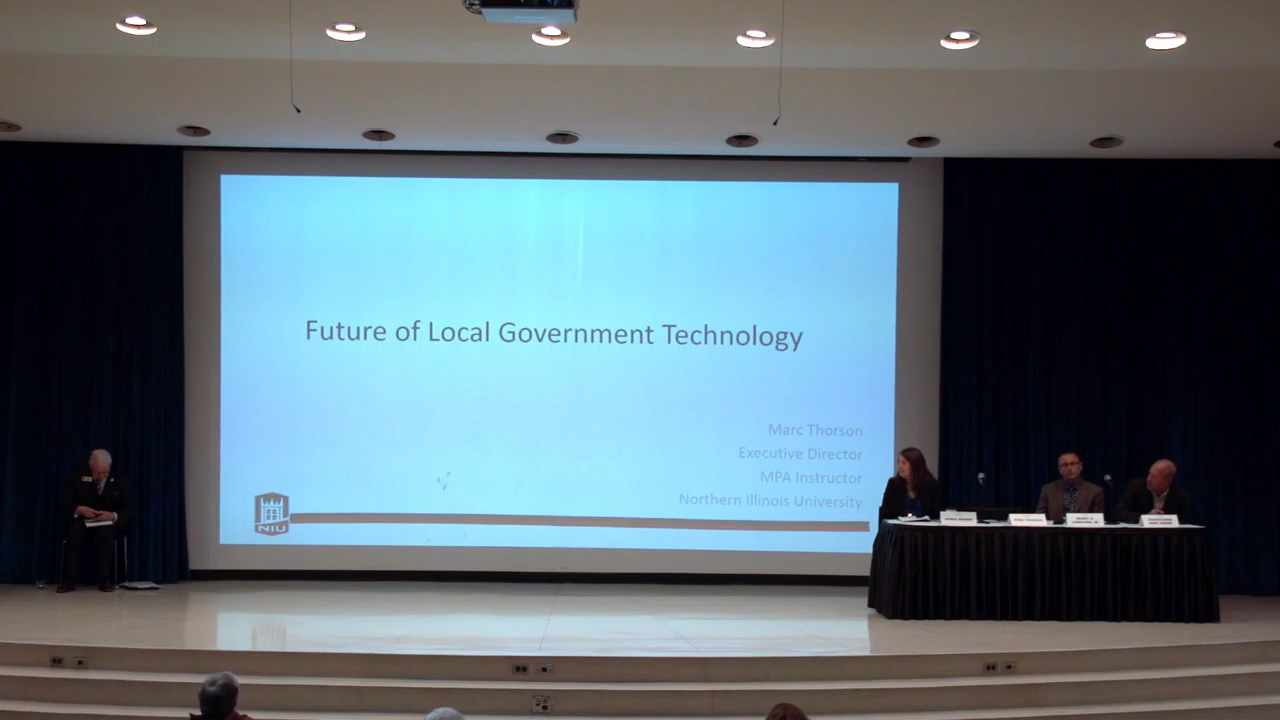 Future of Local Government Technology
Marc Thorson
Executive Director
MPA Instructor
Northern Illinois University
NIU